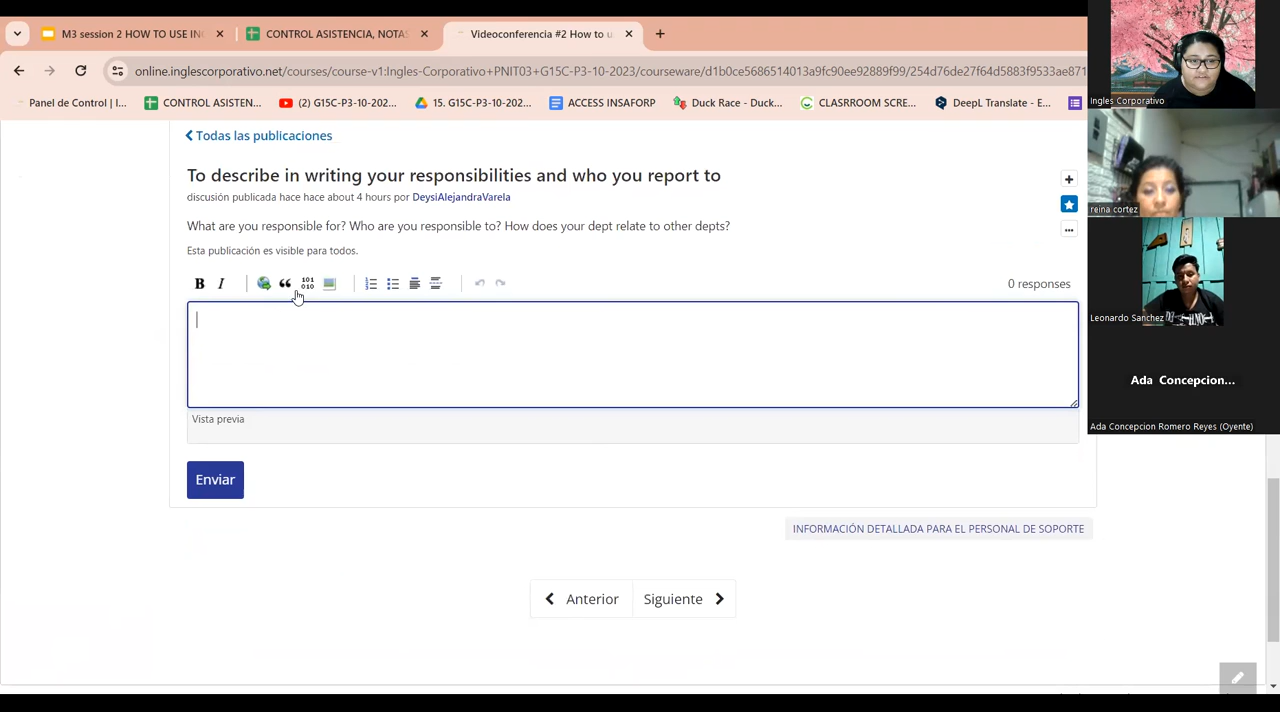 M3 session 2 HOW TO USE IN
CONTROL ASISTENCIA, NOTAS
Videoconferencia #2 How to u
online.inglescorporativo.net/courses/course-v1:Ingles-Corporativo+PNIT03+G15C-P3-10-2023/courseware/d1b0ce5686514013a9fc90ee92889f99/254d76de27f64d5883f9533ae871
Panel de Control | I...
CONTROL ASISTEN...
(2) G15C-P3-10-202...
15. G15C-P3-10-202...
ACCESS INSAFORP
Duck Race - Duck...
CLASRROOM SCRE...
DeepL Translate - E...
Todas las publicaciones
To describe in writing your responsibilities and who you report to
discusión publicada hace hace about 4 hours por DeysiAlejandraVarela
What are you responsible for? Who are you responsible to? How does your dept relate to other depts?
Esta publicación es visible para todos.
B I
101
010
0 responses
Vista previa
Enviar
INFORMACIÓN DETALLADA PARA EL PERSONAL DE SOPORTE
Anterior
Siguiente
Ingles Corporativo
reina cortez
Leonardo Sanchez
Ada Concepcion...
Ada Concepcion Romero Reyes (Oyente)